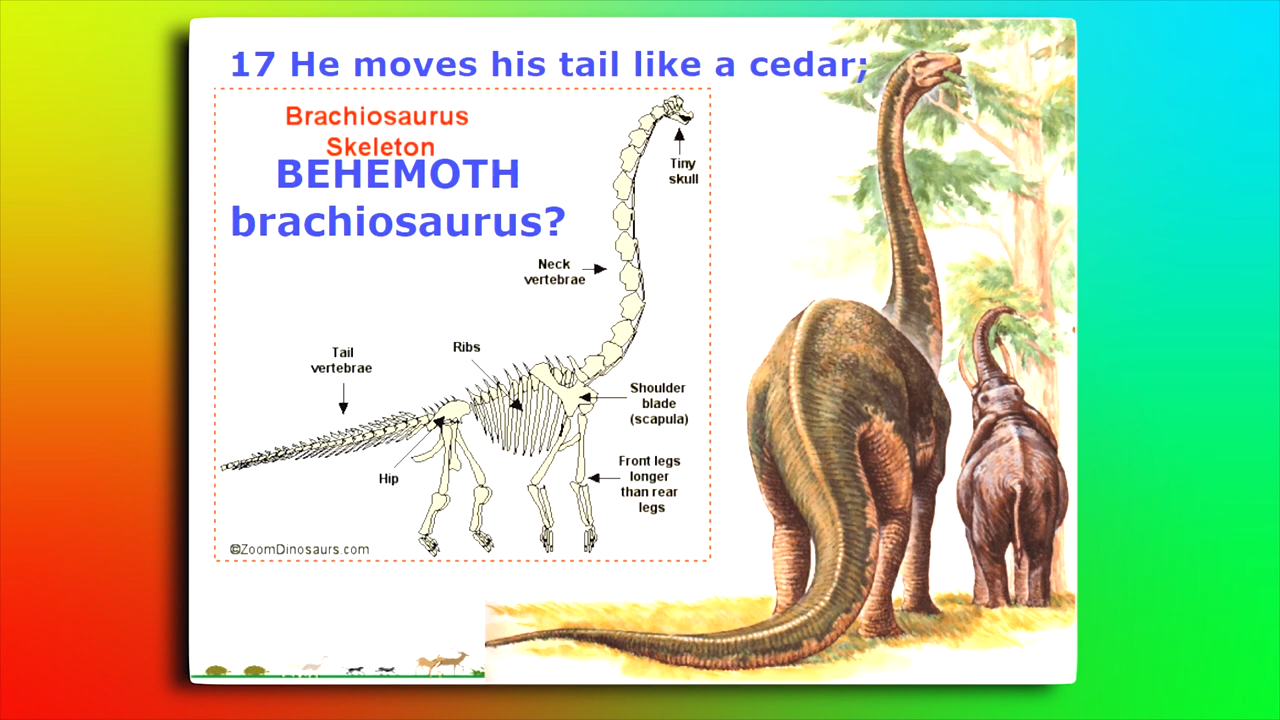 17 He moves his tail like a cedar;
Brachiosaurus
Skeleton
BEHEMOTH
brachiosaurus?
Tiny
skull
Neck
vertebrae
Tail
vertebrae
Ribs
Shoulder
blade
(scapula)
Hip
Front legs
longer
than rear
legs
©ZoomDinosaurs.com